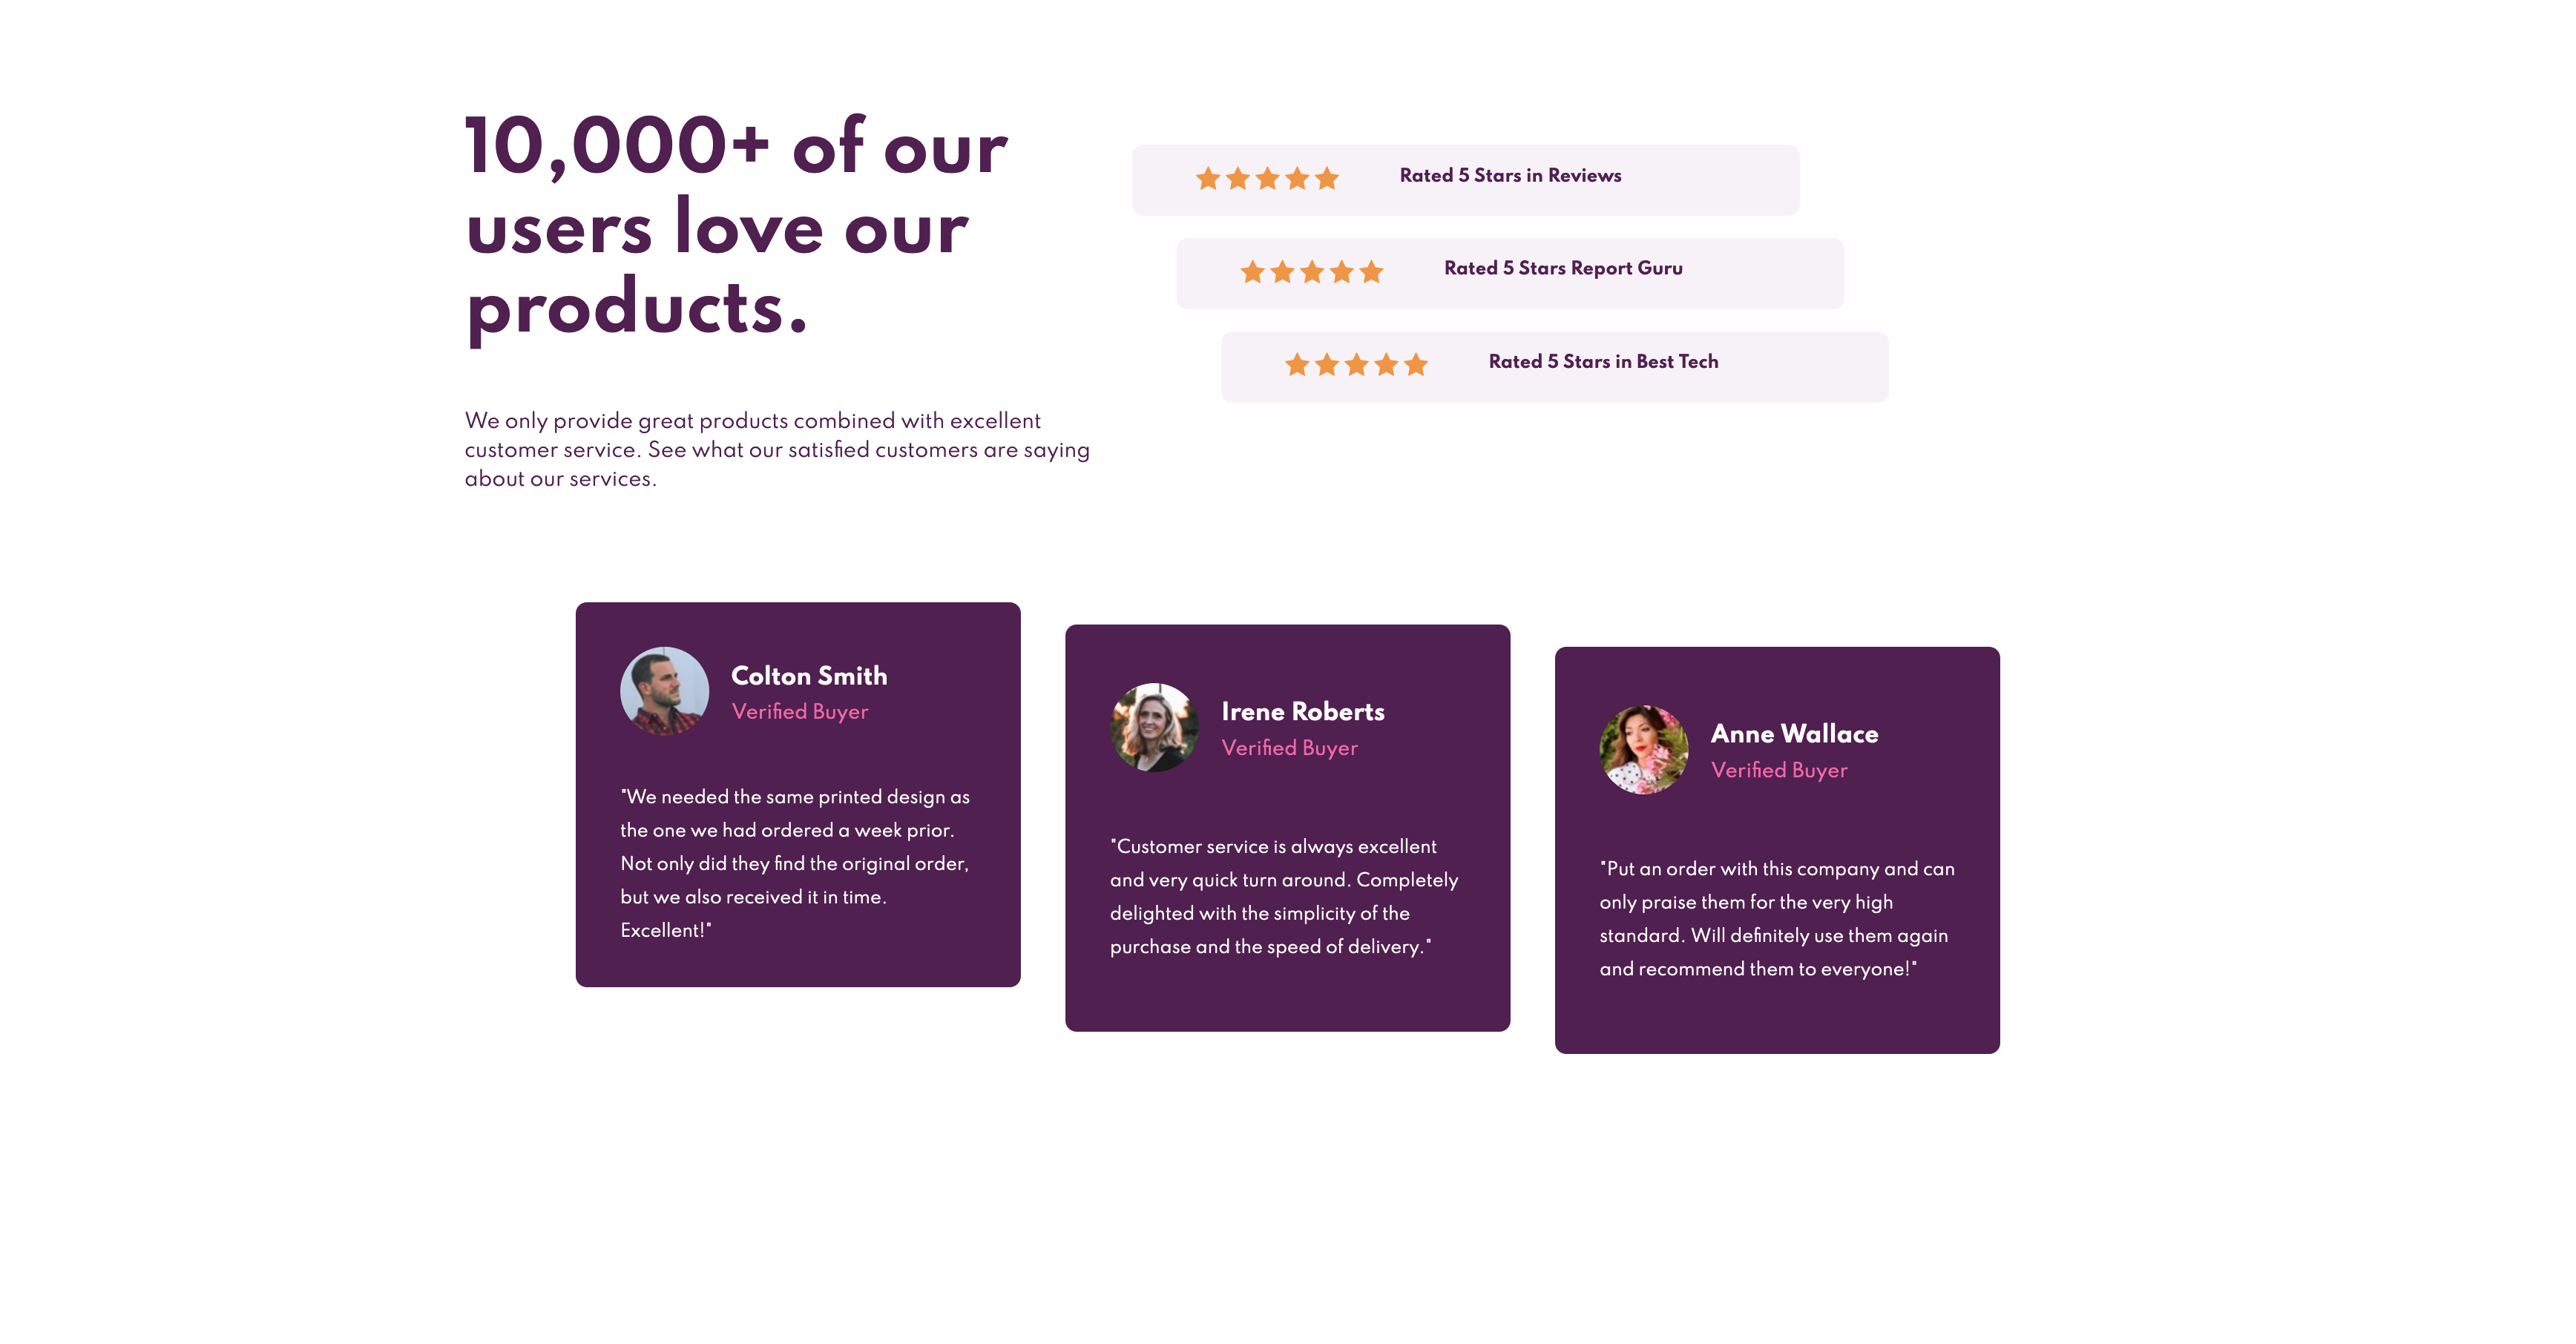 10,000+ of our
users love our
products.
We only provide great products combined with excellent
customer service. See what our satisfied customers are saying
about our services.
Rated 5 Stars in Reviews
Rated 5 Stars Report Guru
Rated 5 Stars in Best Tech
Colton Smith
Verified Buyer
"We needed the same printed design as
the one we had ordered a week prior.
Not only did they find the original order,
but we also received it in time.
Excellent!"
Irene Roberts
Verified Buyer
"Customer service is always excellent
and very quick turn around. Completely
delighted with the simplicity of the
purchase and the speed of delivery."
Anne Wallace
Verified Buyer
"Put an order with this company and can
only praise them for the very high
standard. Will definitely use them again
and recommend them to everyone!"